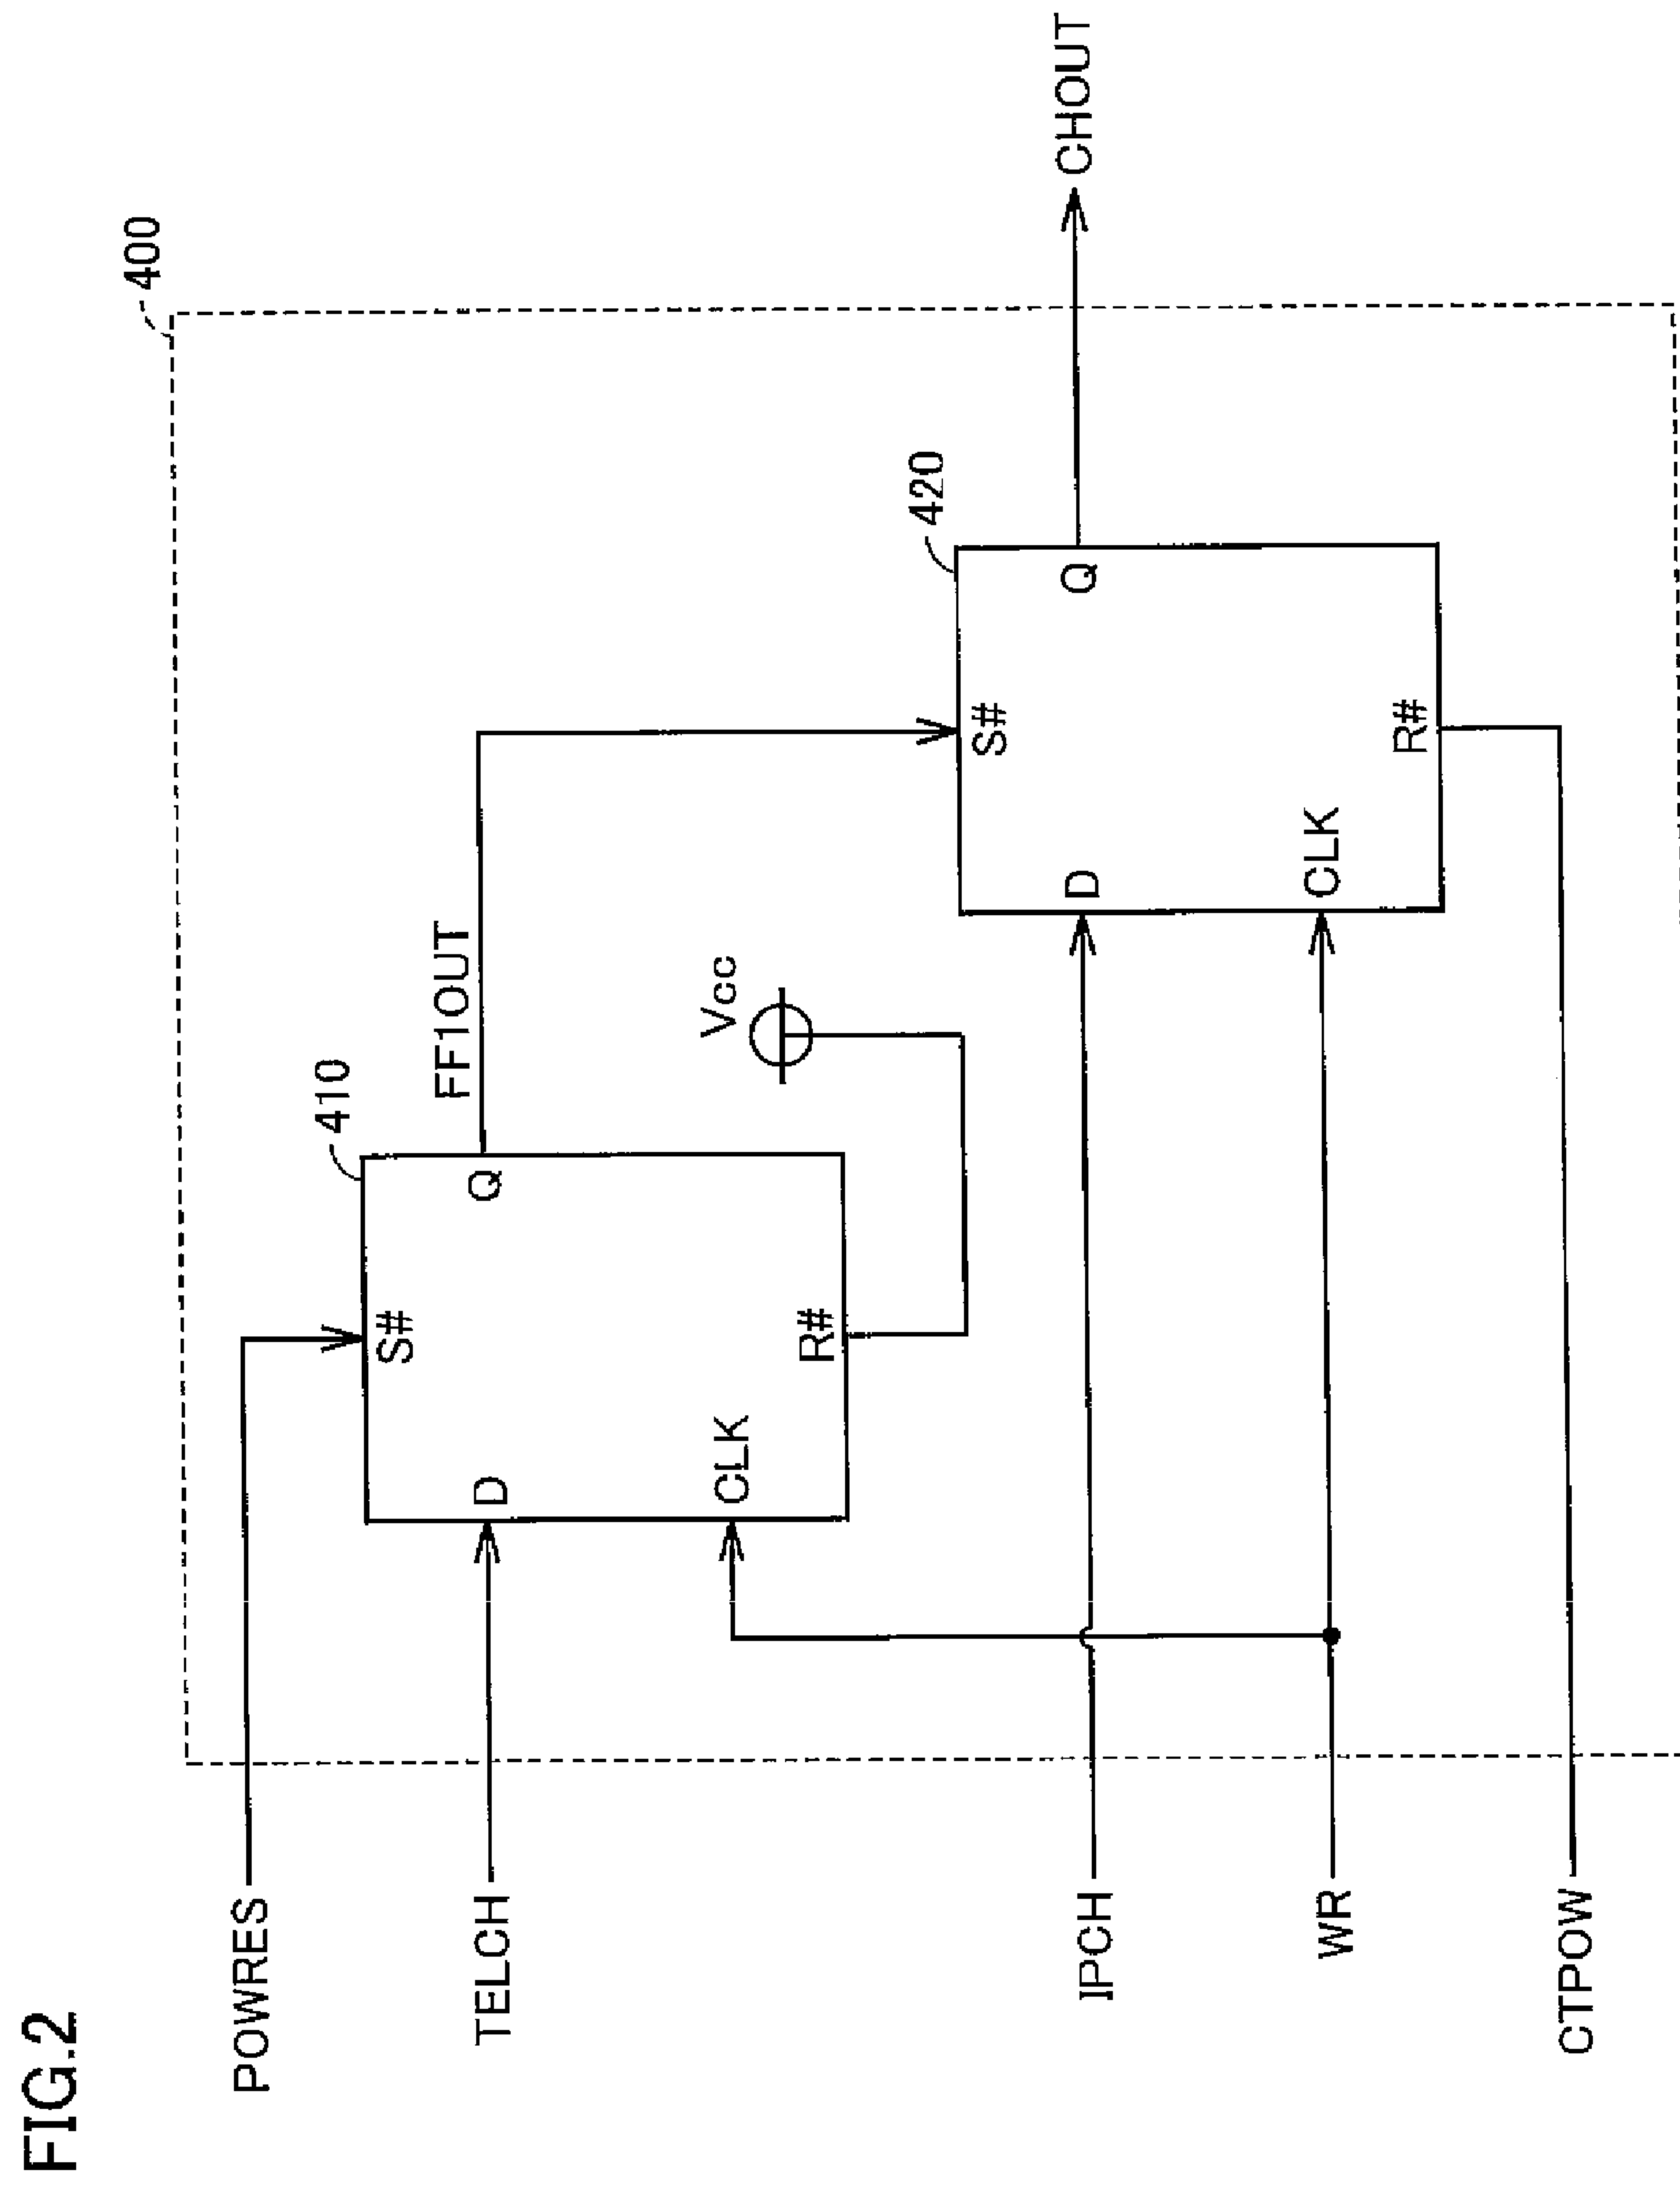 FIG.2
400
POWRES
410
S#
TELCH
D
Q
FF1OUT
CLK
R#
Vcc
420
S#
IPCH
D
Q
CHOUT
WR
CLK
R#
CTPOW